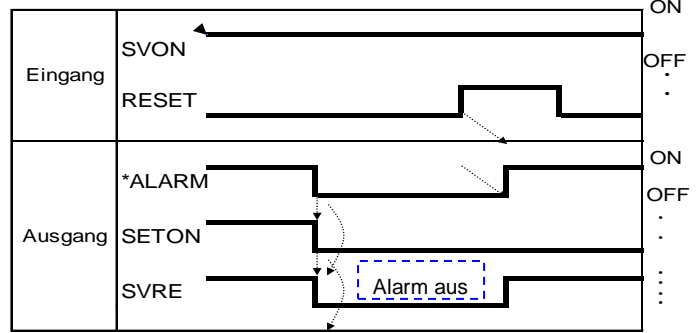 ON
SVON
OFF
Eingang
RESET
ON
*ALARM
OFF
Ausgang
SETON
SVRE
Alarm aus